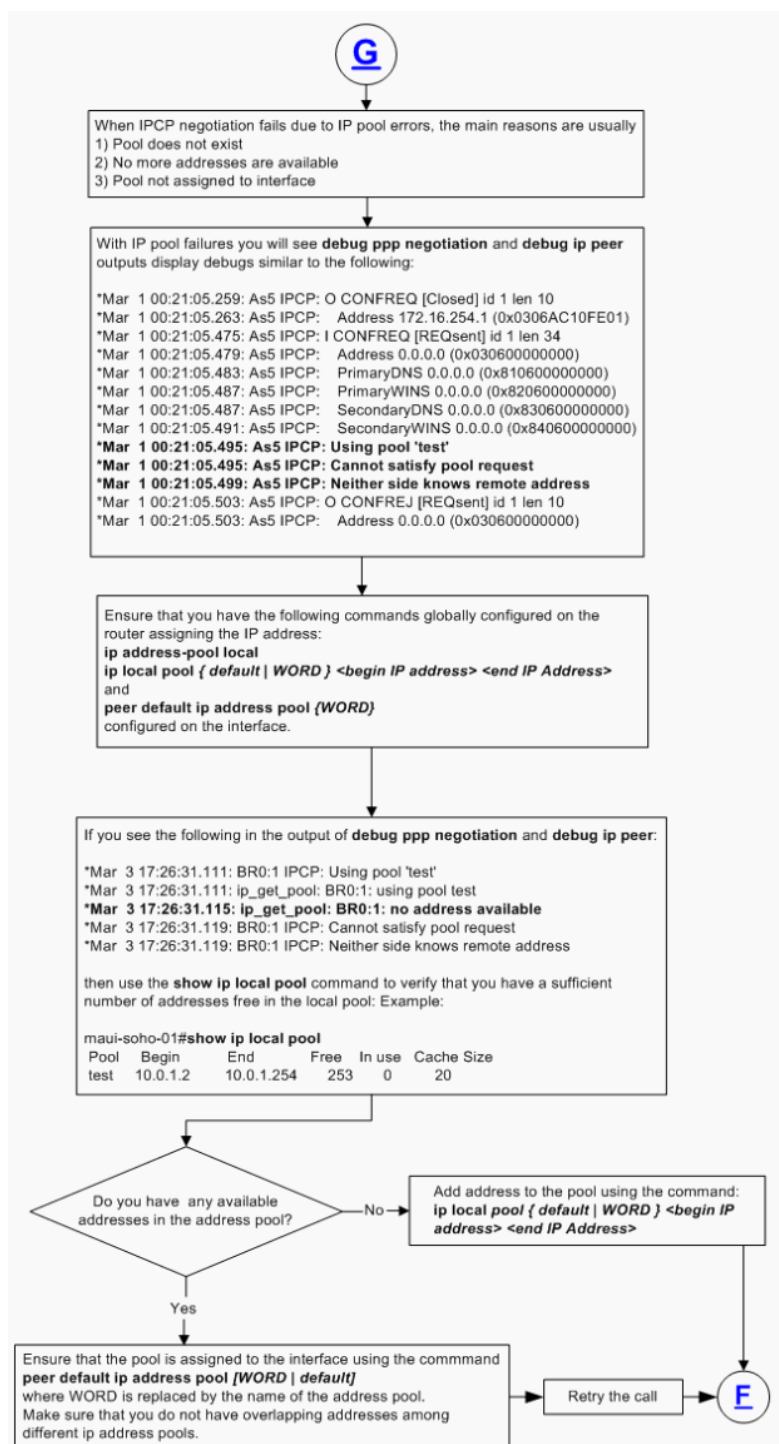 G
When IPCP negotiation fails due to IP pool errors, the main reasons are usually
1) Pool does not exist
2) No more addresses are available
3) Pool not assigned to interface
With IP pool failures you will see debug ppp negotiation and debug ip peer
outputs display debugs similar to the following:
*Mar 1 00:21:05.259: As5 IPCP: O CONFREQ [Closed] id 1 len 10
*Mar 1 00:21:05.263: As5 IPCP: Address 172.16.254.1 (0x0306AC10FE01)
*Mar 1 00:21:05.475: As5 IPCP: I CONFREQ [REQsent] id 1 len 34
*Mar 1 00:21:05.479: As5 IPCP: Address 0.0.0.0 (0x030600000000)
*Mar 1 00:21:05.483: As5 IPCP: PrimaryDNS 0.0.0.0 (0x810600000000)
*Mar 1 00:21:05.487: As5 IPCP: PrimaryWINS 0.0.0.0 (0x820600000000)
*Mar 1 00:21:05.487: As5 IPCP: SecondaryDNS 0.0.0.0 (0x830600000000)
*Mar 1 00:21:05.491: As5 IPCP: SecondaryWINS 0.0.0.0 (0x840600000000)
*Mar 1 00:21:05.495: As5 IPCP: Using pool 'test'
*Mar 1 00:21:05.495: As5 IPCP: Cannot satisfy pool request
*Mar 1 00:21:05.499: As5 IPCP: Neither side knows remote address
*Mar 1 00:21:05.503: As5 IPCP: O CONFREJ [REQsent] id 1 len 10
*Mar 1 00:21:05.503: As5 IPCP: Address 0.0.0.0 (0x030600000000)
Ensure that you have the following commands globally configured on the
router assigning the IP address:
ip address-pool local
ip local pool { default | WORD } <begin IP address> <end IP Address>
and
peer default ip address pool {WORD}
configured on the interface.
If you see the following in the output of debug ppp negotiation and debug ip peer:
*Mar 3 17:26:31.111: BR0:1 IPCP: Using pool 'test'
*Mar 3 17:26:31.111: ip_get_pool: BR0:1: using pool test
*Mar 3 17:26:31.115: ip_get_pool: BR0:1: no address available
*Mar 3 17:26:31.119: BR0:1 IPCP: Cannot satisfy pool request
*Mar 3 17:26:31.119: BR0:1 IPCP: Neither side knows remote address
then use the show ip local pool command to verify that you have a sufficient
number of addresses free in the local pool: Example:
maui-soho-01#show ip local pool
Pool Begin End Free In use Cache Size
test 10.0.1.2 10.0.1.254 253 0 20
Do you have any available
addresses in the address pool?
No
Add address to the pool using the command:
ip local pool { default | WORD } <begin IP
address> <end IP Address>
Yes
Ensure that the pool is assigned to the interface using the commmand
peer default ip address pool [WORD | default]
where WORD is replaced by the name of the address pool.
Make sure that you do not have overlapping addresses among
different ip address pools.
Retry the call
F